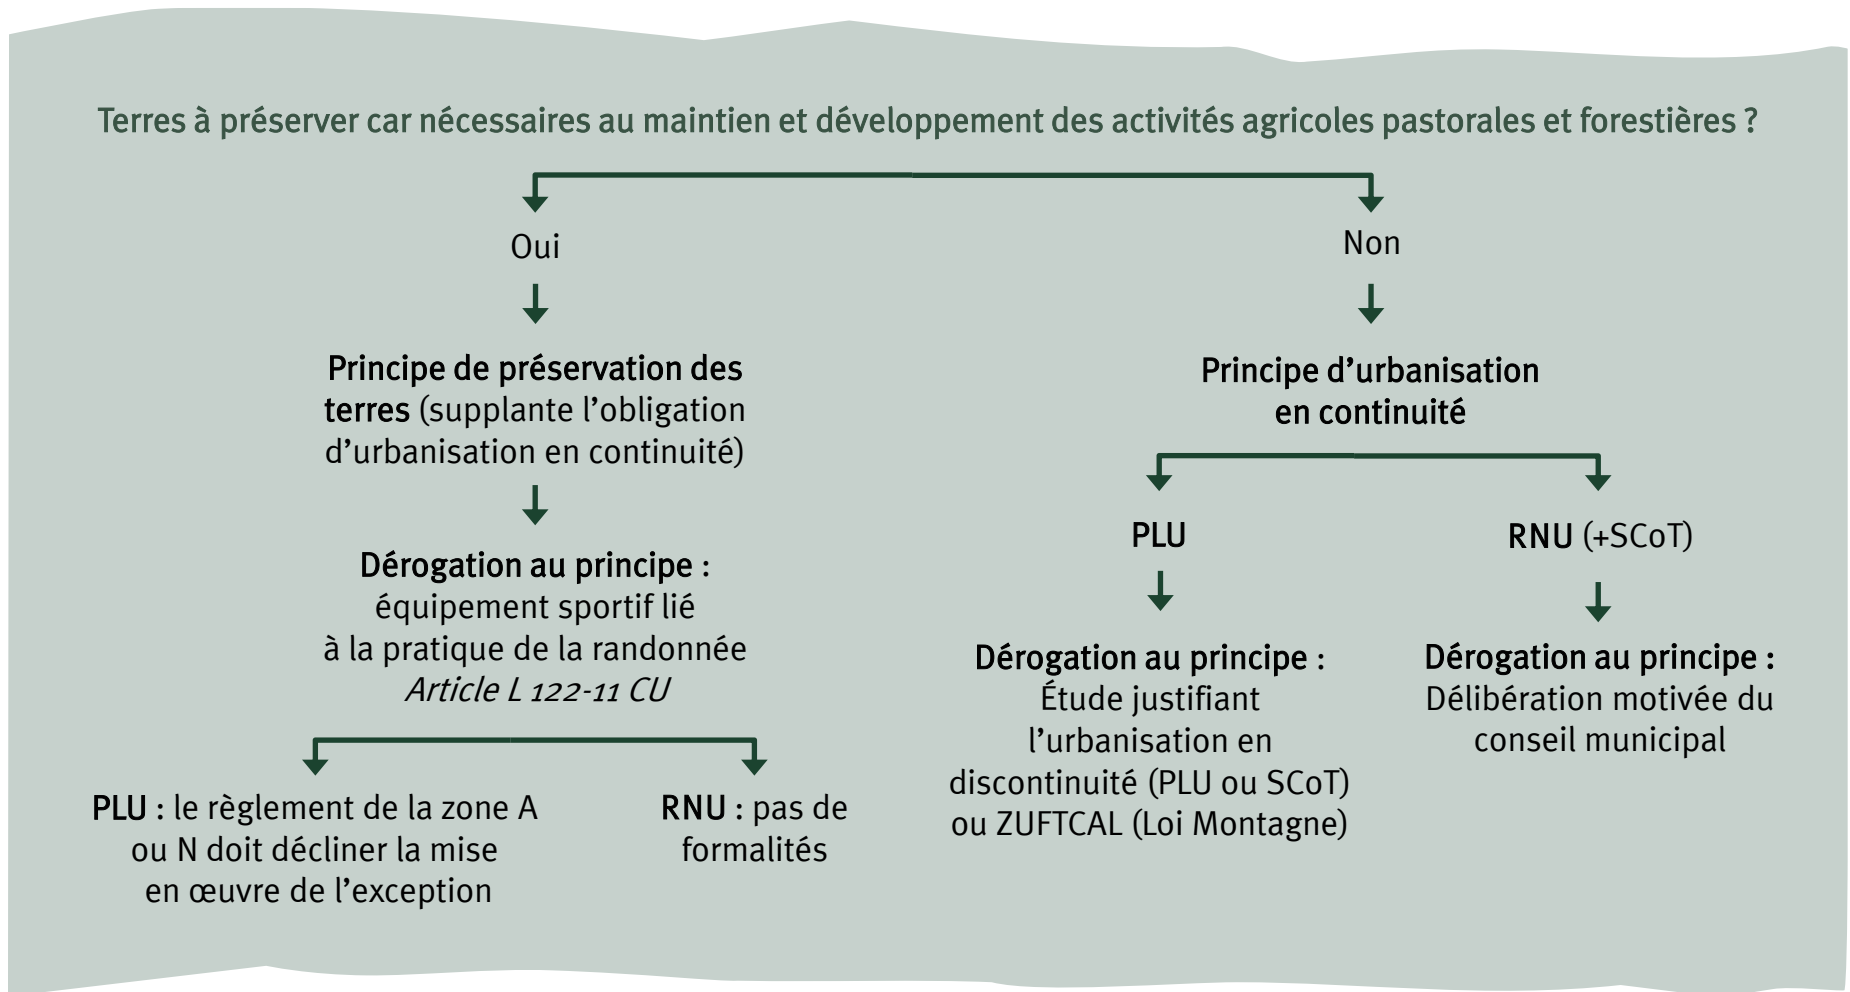 Terres à préserver car nécessaires au maintien et développement des activités agricoles pastorales et forestières ?
Oui
Principe de préservation des
terres (supplante l’obligation
d’urbanisation en continuité)
Dérogation au principe :
équipement sportif lié
à la pratique de la randonnée
Article L 122-11 CU
PLU : le règlement de la zone A
ou N doit décliner la mise
en œuvre de l’exception
RNU : pas de
formalités
Non
Principe d’urbanisation
en continuité
PLU
Dérogation au principe :
Étude justifiant
l’urbanisation en
discontinuité (PLU ou SCoT)
ou ZUFTCAL (Loi Montagne)
RNU (+SCoT)
Dérogation au principe :
Délibération motivée du
conseil municipal